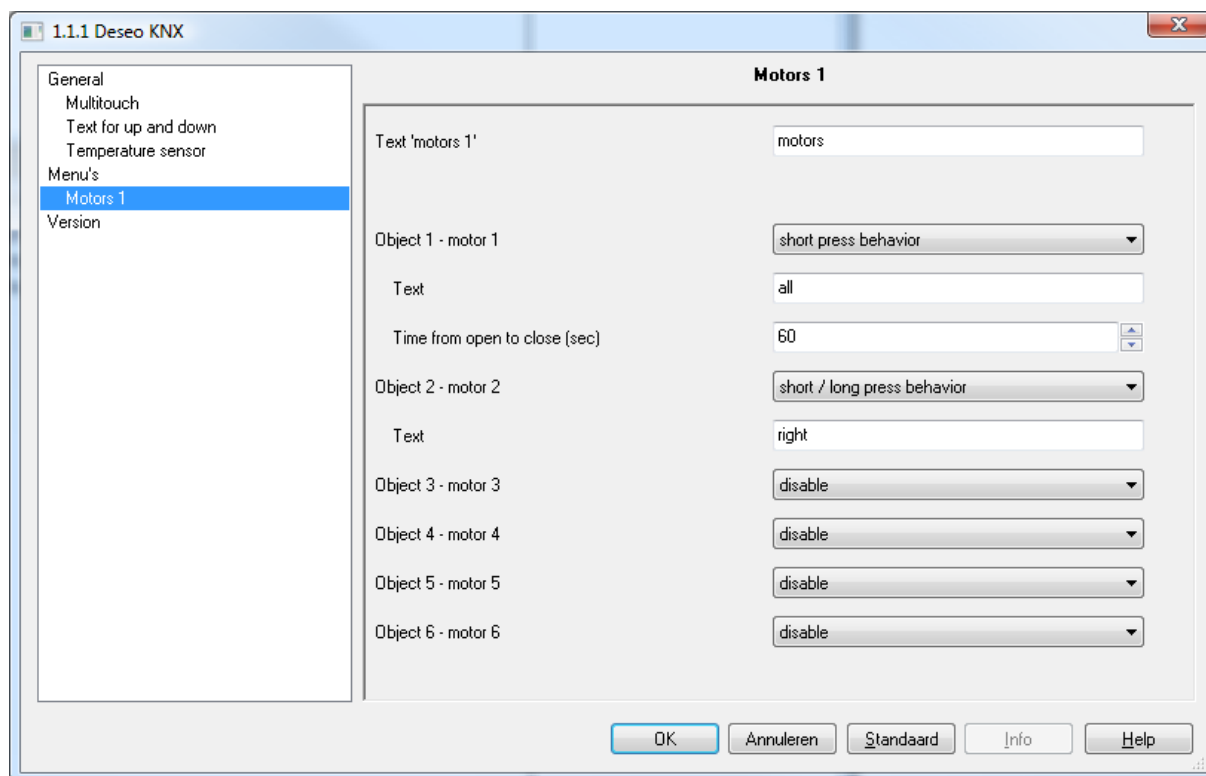 1.1.1 Deseo KNX
General
Multitouch
Text for up and down
Temperature sensor
Menu's
Motors 1
Version
Motors 1
Text 'motors 1' motors
Object 1 - motor 1 short press behavior
Text all
Time from open to close (sec) 60
Object 2 - motor 2 short / long press behavior
Text right
Object 3 - motor 3 disable
Object 4 - motor 4 disable
Object 5 - motor 5 disable
Object 6 - motor 6 disable
OK Annuleren Standaard Info Help